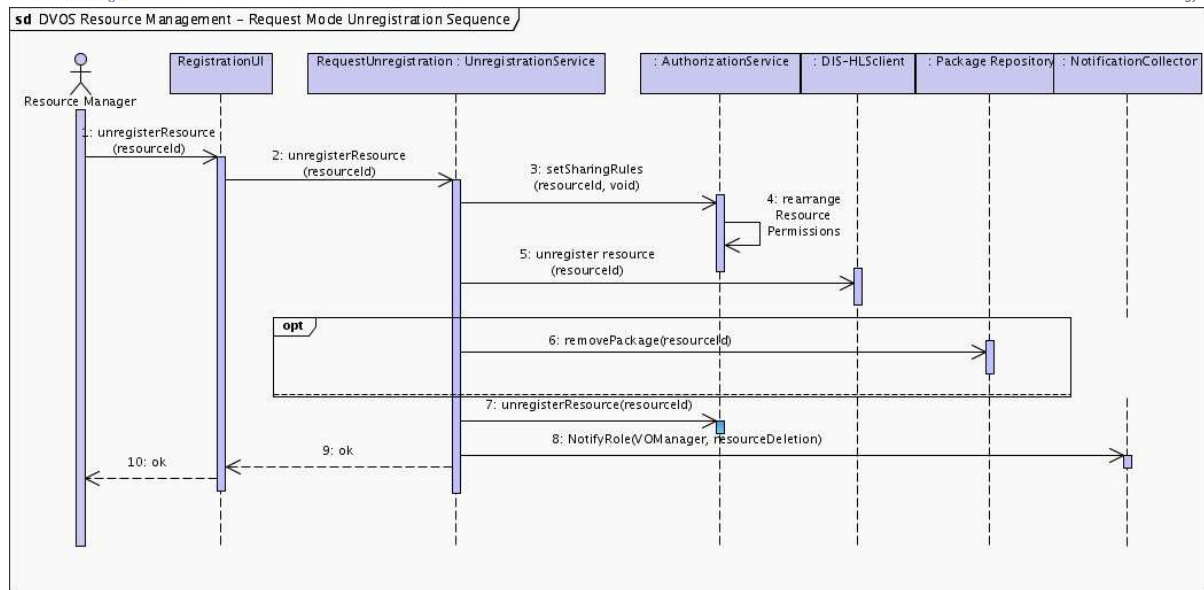 sd DVOS Resource Management – Request Mode Unregistration Sequence
RegistrationUI
RequestUnregistration : UnregistrationService
: AuthorizationService
: DIS-HLSclient
: Package Repository
: NotificationCollector
Resource Manager
1: unregisterResource
(resourceId)
2: unregisterResource
(resourceId)
3: setSharingRules
(resourceId, void)
4: rearrange
Resource
Permissions
5: unregister resource
(resourceId)
opt
6: removePackage(resourceId)
7: unregisterResource(resourceId)
8: NotifyRole(VOManager, resourceDeletion)
9: ok
10: ok